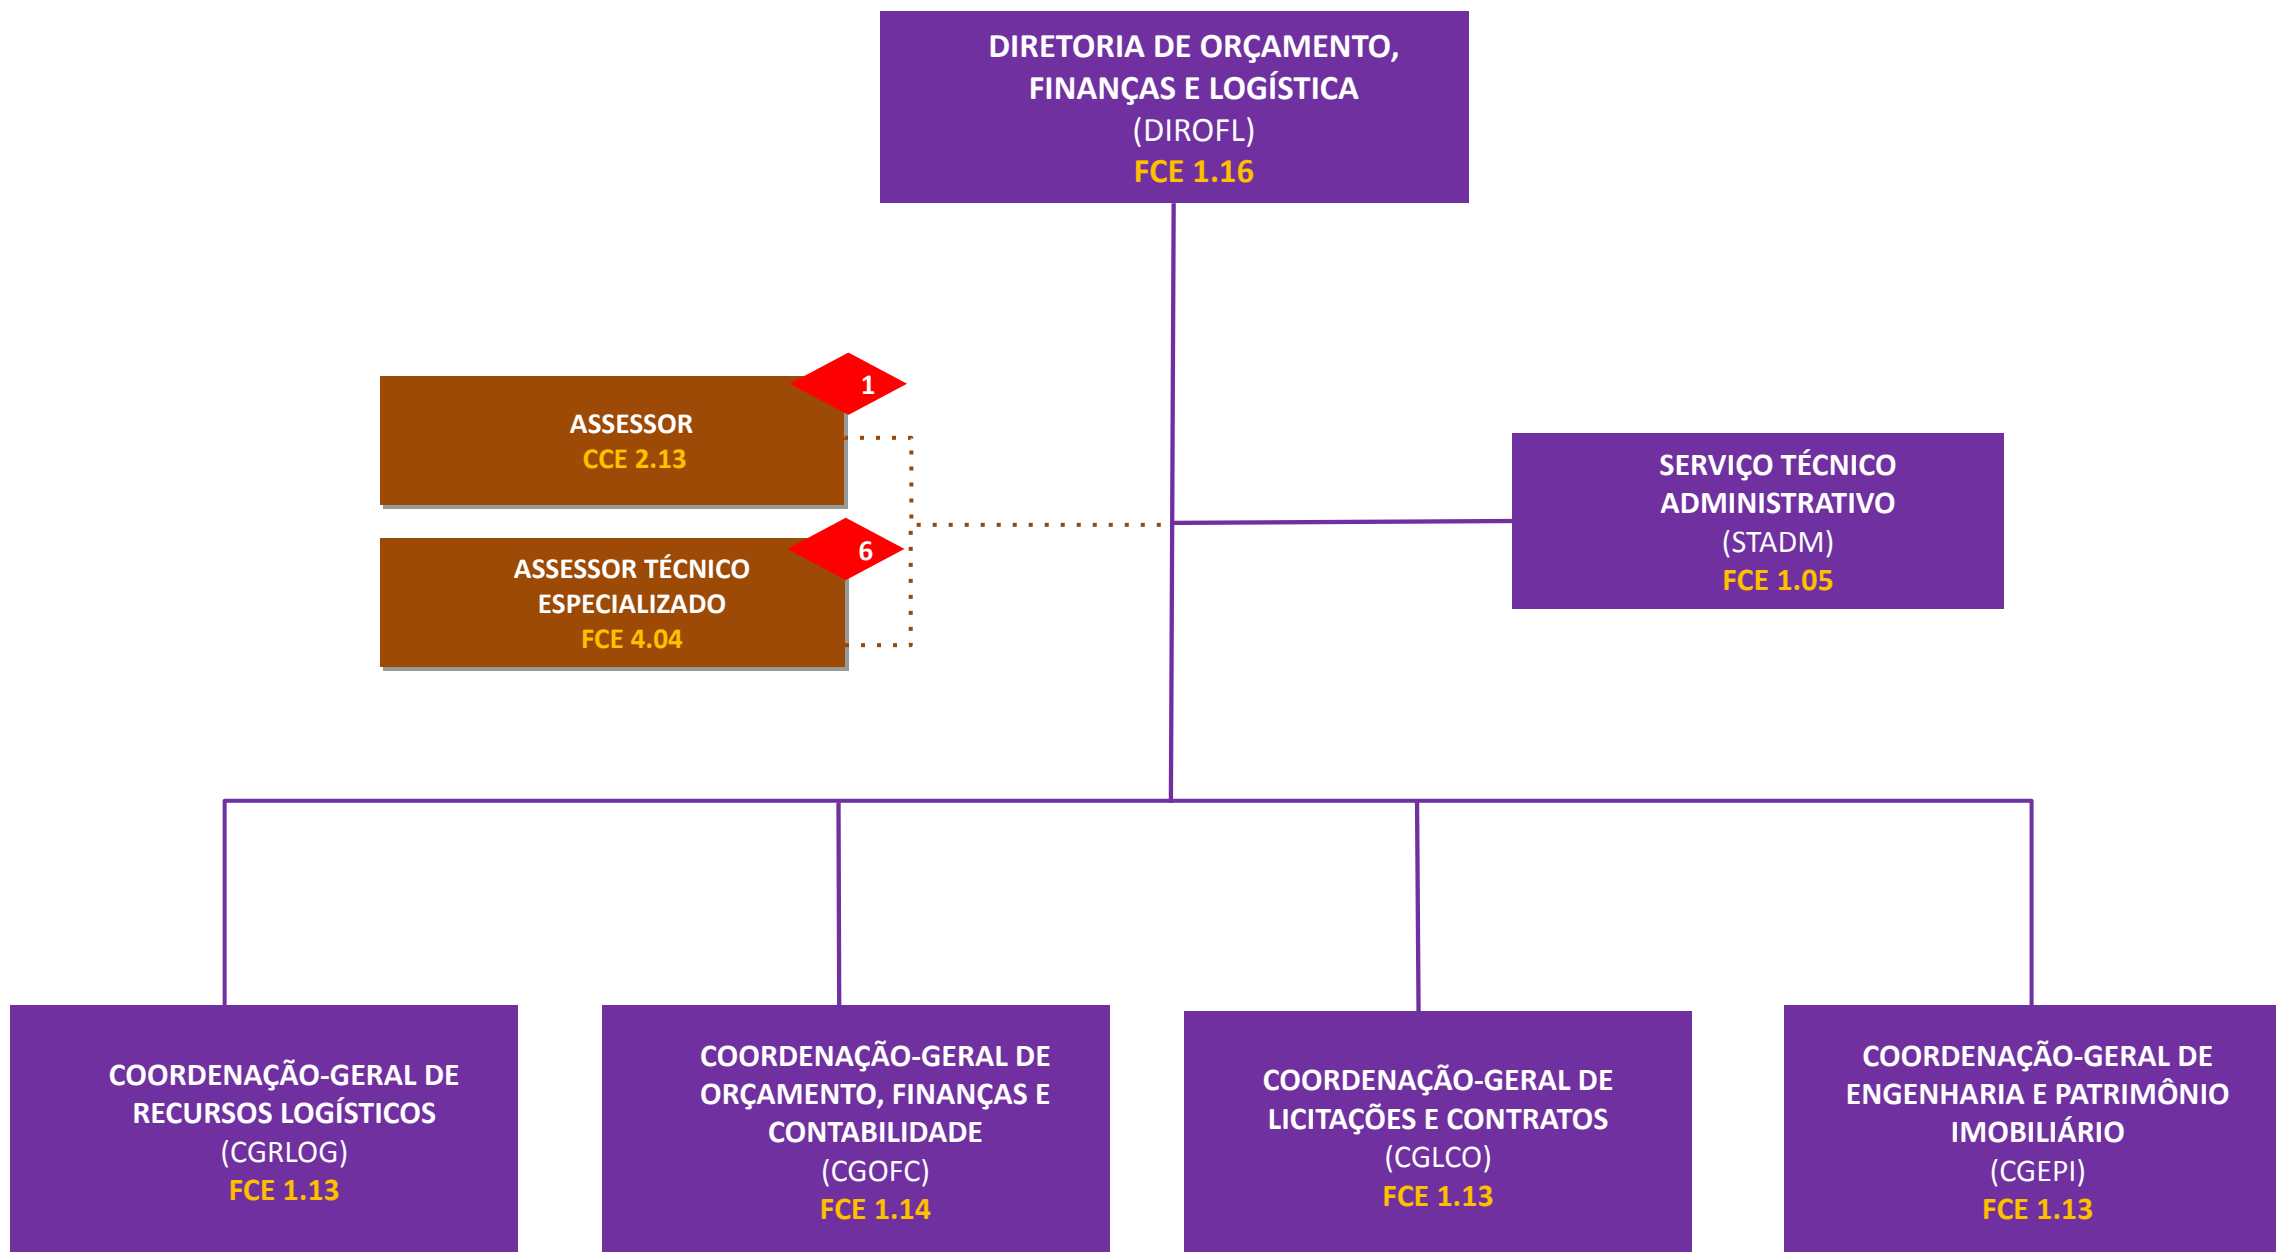 DIRETORIA DE ORÇAMENTO,
FINANÇAS E LOGÍSTICA
(DIROFL)
FCE 1.16
1
ASSESSOR
CCE 2.13
6
ASSESSOR TÉCNICO
ESPECIALIZADO
FCE 4.04
SERVIÇO TÉCNICO
ADMINISTRATIVO
(STADM)
FCE 1.05
COORDENAÇÃO-GERAL DE
RECURSOS LOGÍSTICOS
(CGRLOG)
FCE 1.13
COORDENAÇÃO-GERAL DE
ORÇAMENTO, FINANÇAS E
CONTABILIDADE
(CGOFC)
FCE 1.14
COORDENAÇÃO-GERAL DE
LICITAÇÕES E CONTRATOS
(CGLCO)
FCE 1.13
COORDENAÇÃO-GERAL DE
ENGENHARIA E PATRIMÔNIO
IMOBILIÁRIO
(CGEPI)
FCE 1.13